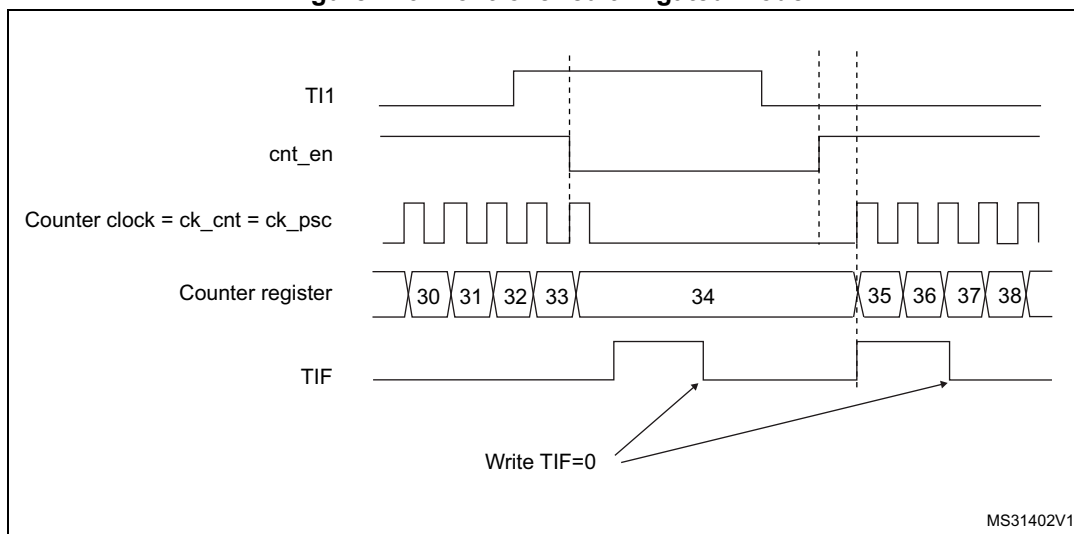 TI1
cnt_en
Counter clock = ck_cnt = ck_psc
Counter register
30 31 32 33 34 35 36 37 38
TIF
Write TIF=0
MS31402V1